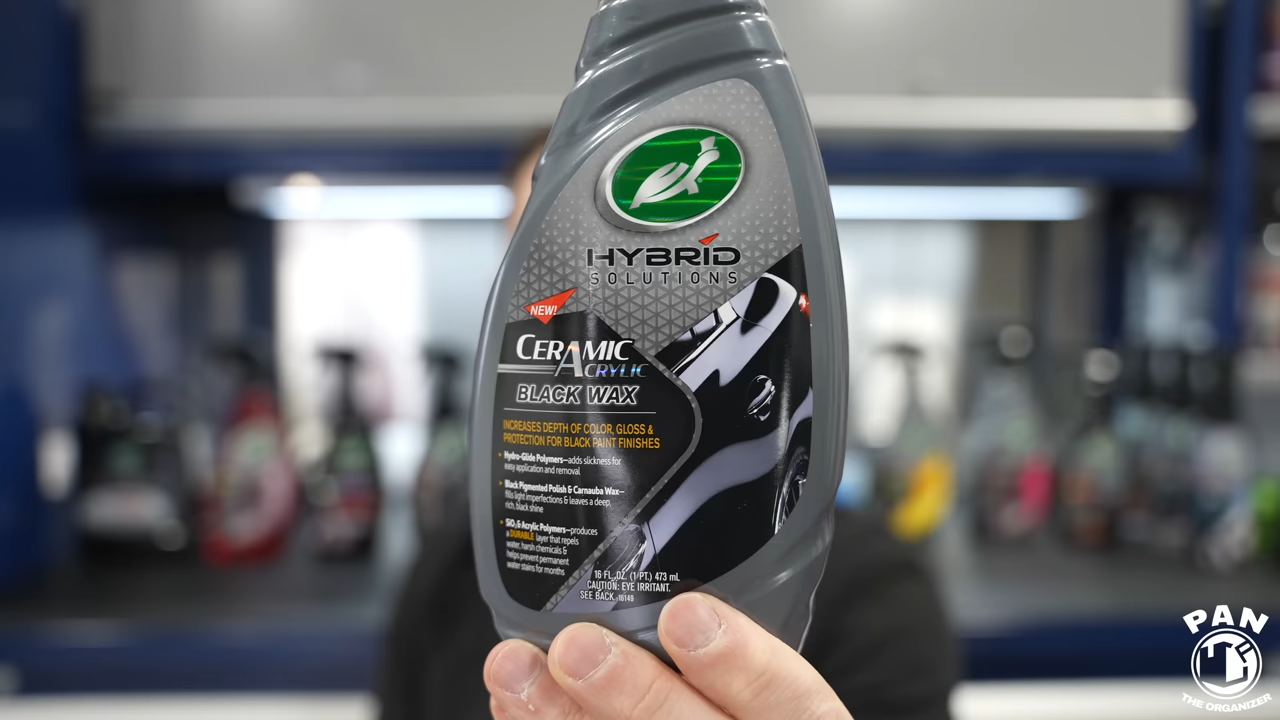 HYBRID
SOLUTIONS
NEW!
CERAMIC
ACRYLIC
BLACK WAX
INCREASES DEPTH OF COLOR, GLOSS &
PROTECTION FOR BLACK PAINT FINISHES
Hydro-Glide Polymers—adds slickness for
easy application and removal
Black Pigmented Polish & Carnauba Wax—
fills light imperfections & leaves a deep,
rich, black shine
SiO₂ & Acrylic Polymers—produces
a DURABLE layer that repels
water, harsh chemicals &
helps prevent permanent
water stains for months
16 FL. OZ. (1 PT.) 473 mL
CAUTION: EYE IRRITANT.
SEE BACK. 16149
PAN
THE ORGANIZER